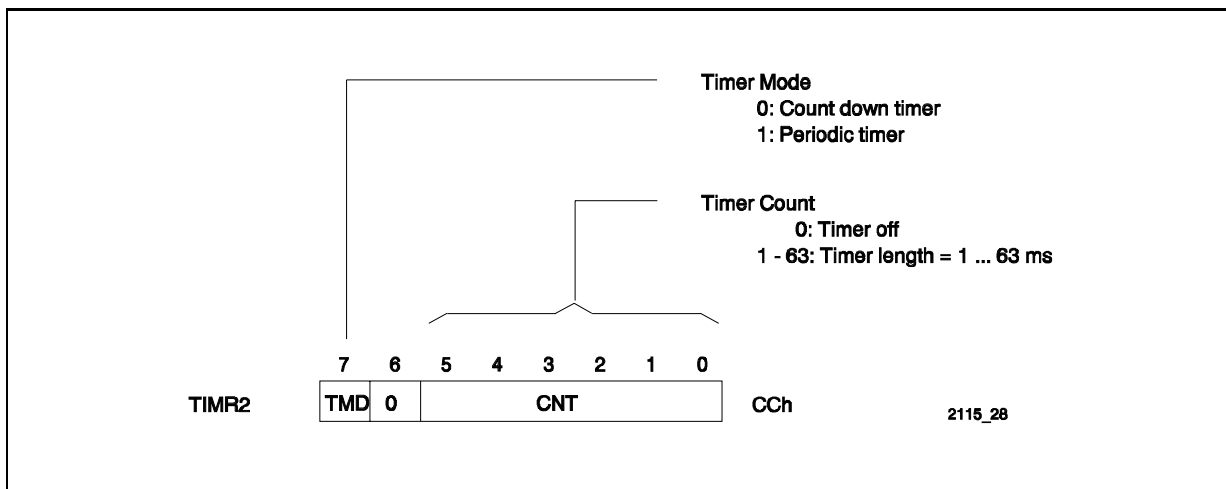 Timer Mode
0: Count down timer
1: Periodic timer
Timer Count
0: Timer off
1 - 63: Timer length = 1 ... 63 ms
7 6 5 4 3 2 1 0
TIMR2 TMD 0 CNT CCh
2115_28